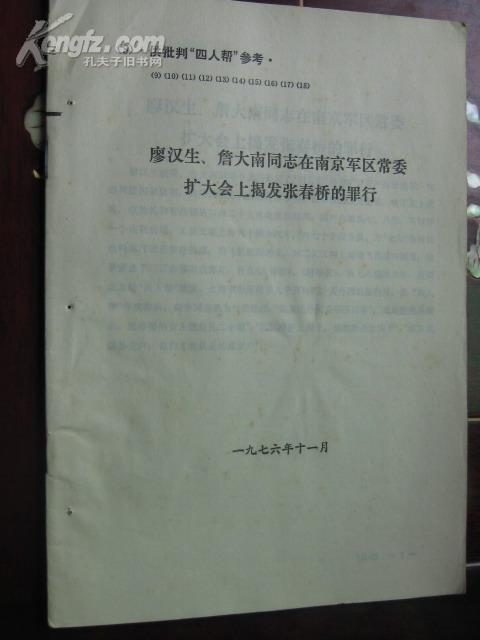 Kongfz.com
孔夫子旧书网
·供批判“四人帮”参考·
(9) (10) (11) (12) (13) (14) (15) (16) (17) (18)
廖汉生、詹大南同志在南京军区常委
扩大会上揭发张春桥的罪行
一九七六年十一月